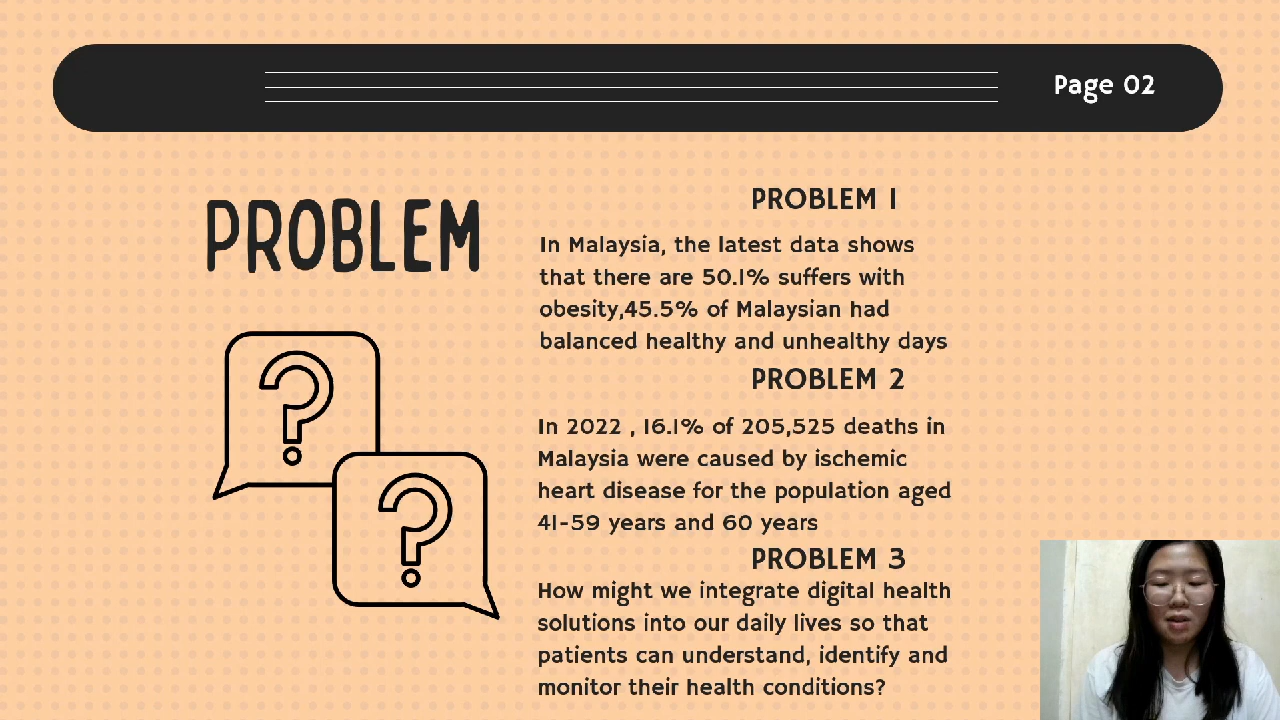 Page 02
PROBLEM
PROBLEM 1
In Malaysia, the latest data shows
that there are 50.1% suffers with
obesity,45.5% of Malaysian had
balanced healthy and unhealthy days
PROBLEM 2
In 2022 , 16.1% of 205,525 deaths in
Malaysia were caused by ischemic
heart disease for the population aged
41-59 years and 60 years
PROBLEM 3
How might we integrate digital health
solutions into our daily lives so that
patients can understand, identify and
monitor their health conditions?